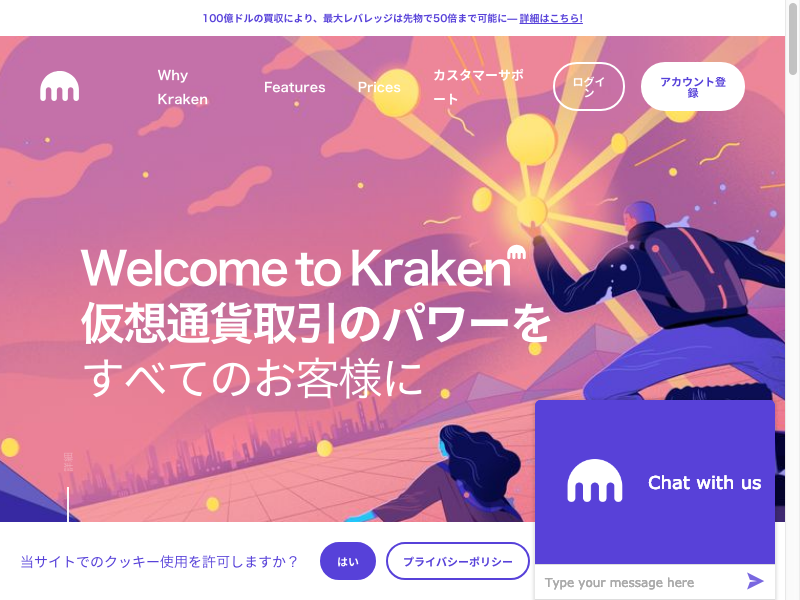 100億ドルの買収により、最大レバレッジは先物で50倍まで可能に— 詳細はこちら!
Why
Kraken
Features
Prices
カスタマーサポ
ート
ログイ
ン
アカウント登
録
Welcome to Kraken
仮想通貨取引のパワーを
すべてのお客様に
当サイトでのクッキー使用を許可しますか？
はい
プライバシーポリシー
Chat with us
Type your message here